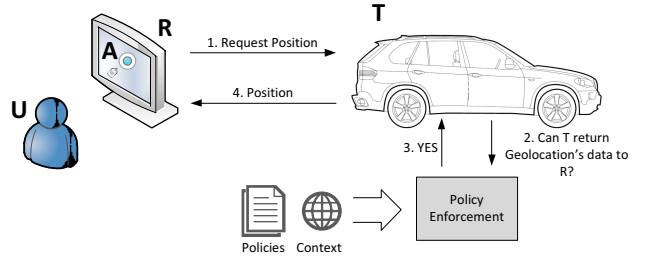 T
R
A
1. Request Position
4. Position
U
3. YES
2. Can T return
Geolocation's data to
R?
Policy
Enforcement
Policies
Context